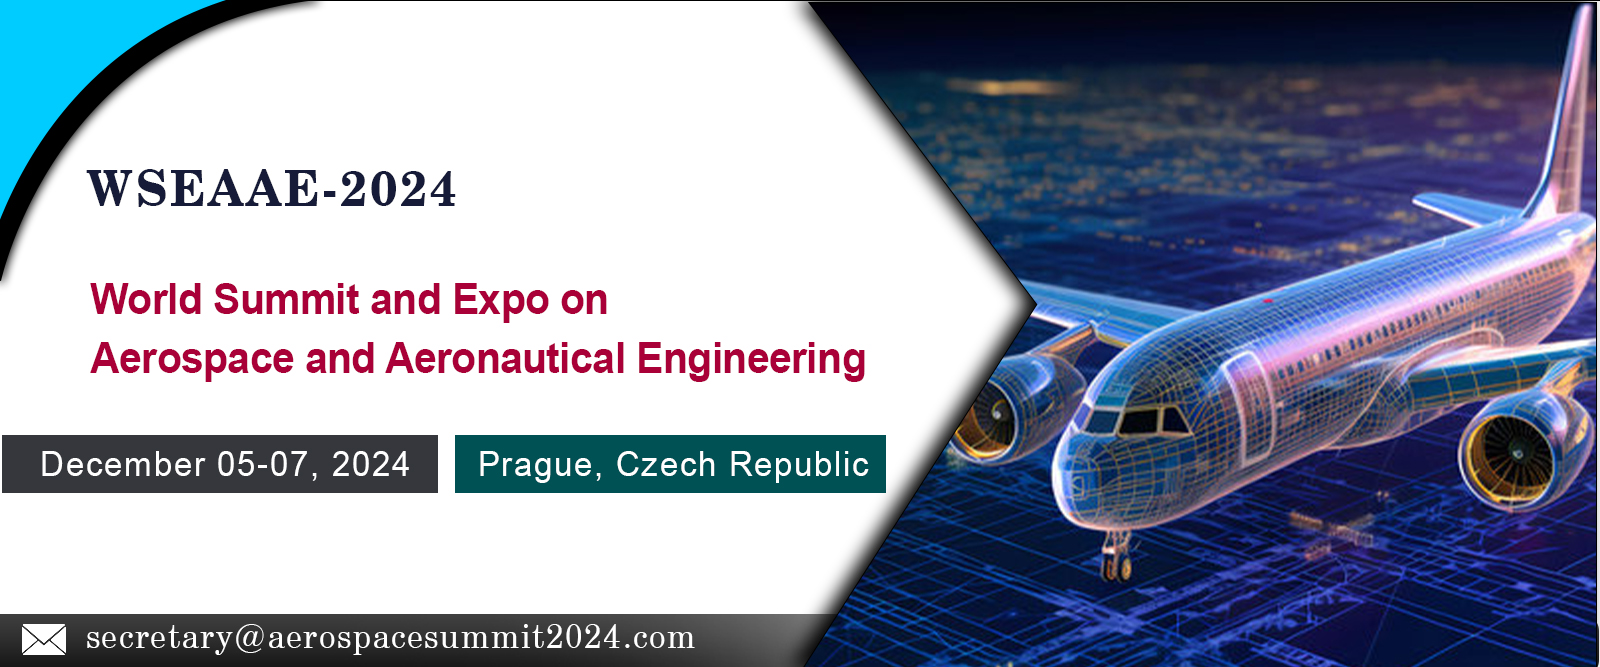 WSEAAE-2024
World Summit and Expo on
Aerospace and Aeronautical Engineering
December 05-07, 2024
Prague, Czech Republic
secretary@aerospacesummit2024.com